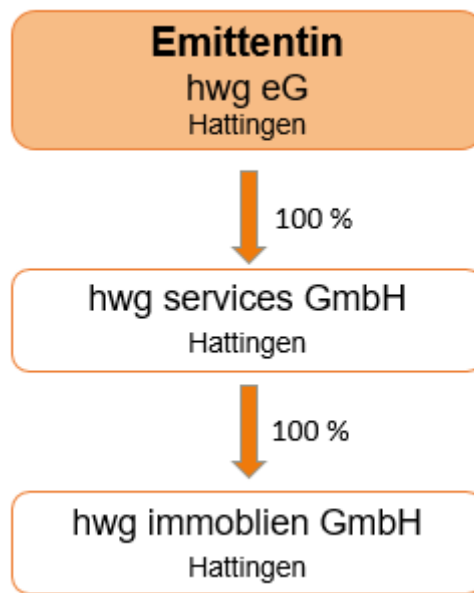 Emittentin
hwg eG
Hattingen
100 %
hwg services GmbH
Hattingen
100 %
hwg immoblien GmbH
Hattingen